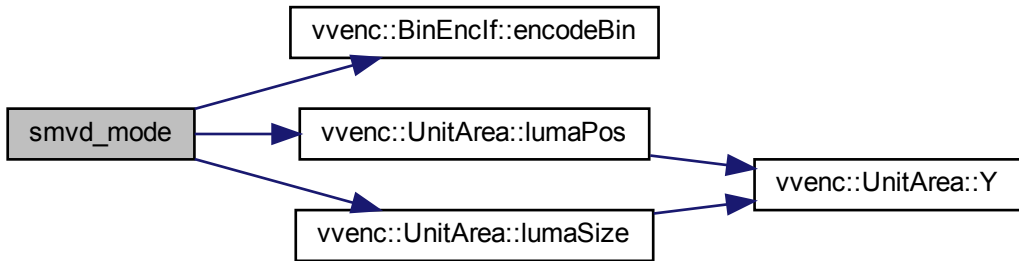 vvenc::BinEncIf::encodeBin
smvd_mode
vvenc::UnitArea::lumaPos
vvenc::UnitArea::Y
vvenc::UnitArea::lumaSize